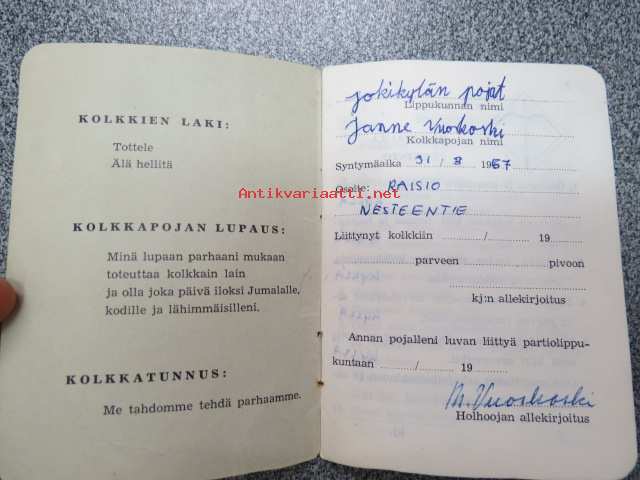 KOLKKIEN LAKI:
Tottele
Älä hellitä
KOLKKAPOJAN LUPAUS:
Minä lupaan parhaani mukaan
toteuttaa kolkkain lain
ja olla joka päivä iloksi Jumalalle,
kodille ja lähimmäisilleni.
KOLKKATUNNUS:
Me tahdomme tehdä parhaamme.
jokikylän pojat
Lippukunnan nimi
Janne Vuorkoski
Kolkkapojan nimi
Syntymäaika 31 / 8 1957
Osoite: RAISIO
NESTEENTIE
Liittynyt kolkkiin / 19
parveen pivoon
kj:n allekirjoitus
Annan pojalleni luvan liittyä partiolippu-
kuntaan / 19
Holhoojan allekirjoitus
Antikvariaatti.net